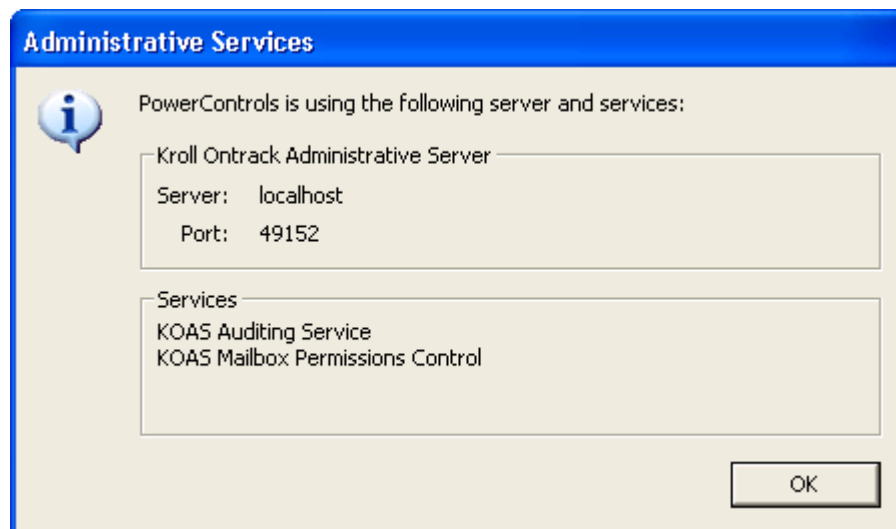 Administrative Services
PowerControls is using the following server and services:
Kroll Ontrack Administrative Server
Server: localhost
Port: 49152
Services
KOAS Auditing Service
KOAS Mailbox Permissions Control
OK